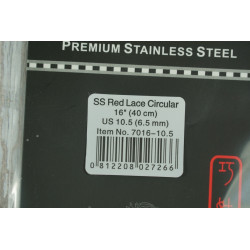 PREMIUM STAINLESS STEEL
SS Red Lace Circular
16" (40 cm)
US 10.5 (6.5 mm)
Item No. 7016-10.5
0 812208 027266